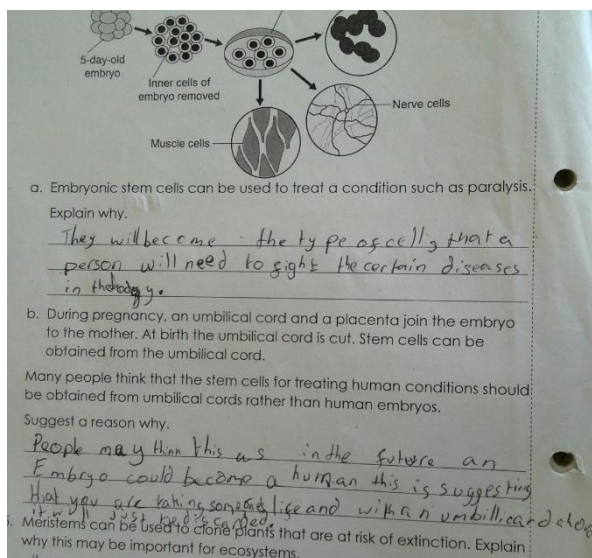 5-day-old
embryo
Inner cells of
embryo removed
Nerve cells
Muscle cells
a. Embryonic stem cells can be used to treat a condition such as paralysis.
Explain why.
They will become the type of cells that a
person will need to fight the certain diseases
in the
b. During pregnancy, an umbilical cord and a placenta join the embryo
to the mother. At birth the umbilical cord is cut. Stem cells can be
obtained from the umbilical cord.
Many people think that the stem cells for treating human conditions should
be obtained from umbilical cords rather than human embryos.
Suggest a reason why.
People may think this as in the future an
Embryo could become a human this is suggesting
that you are taking someones life and with an
it will just be discarded.
Meristems can be used to clone plants that are at risk of extinction. Explain
why this may be important for ecosystems.